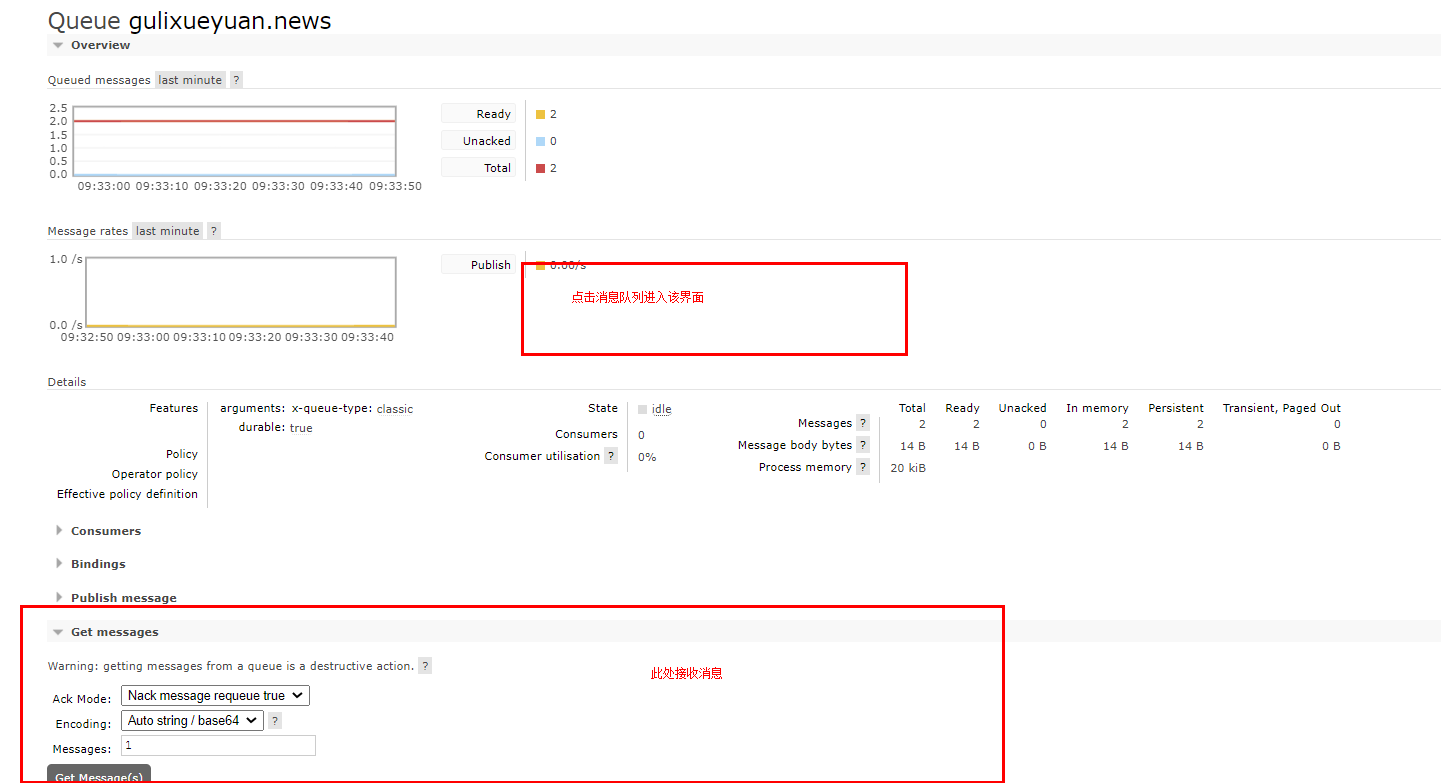 Queue gulixueyuan.news
Overview
Queued messages last minute ?
2.5
2.0
1.5
1.0
0.5
0.0
09:33:00 09:33:10 09:33:20 09:33:30 09:33:40 09:33:50
Ready 2
Unacked 0
Total 2
Message rates last minute ?
1.0 /s
0.0 /s
09:32:50 09:33:00 09:33:10 09:33:20 09:33:30 09:33:40
Publish 0.00/s
点击消息队列进入该界面
Details
Features arguments: x-queue-type: classic
durable: true
Policy
Operator policy
Effective policy definition
State idle
Consumers 0
Consumer utilisation ? 0%
Total Ready Unacked In memory Persistent Transient, Paged Out
Messages ? 2 2 0 2 2 0
Message body bytes ? 14 B 14 B 0 B 14 B 14 B 0 B
Process memory ? 20 kiB
Consumers
Bindings
Publish message
Get messages
Warning: getting messages from a queue is a destructive action. ?
此处接收消息
Ack Mode: Nack message requeue true
Encoding: Auto string / base64 ?
Messages: 1
Get Message(s)